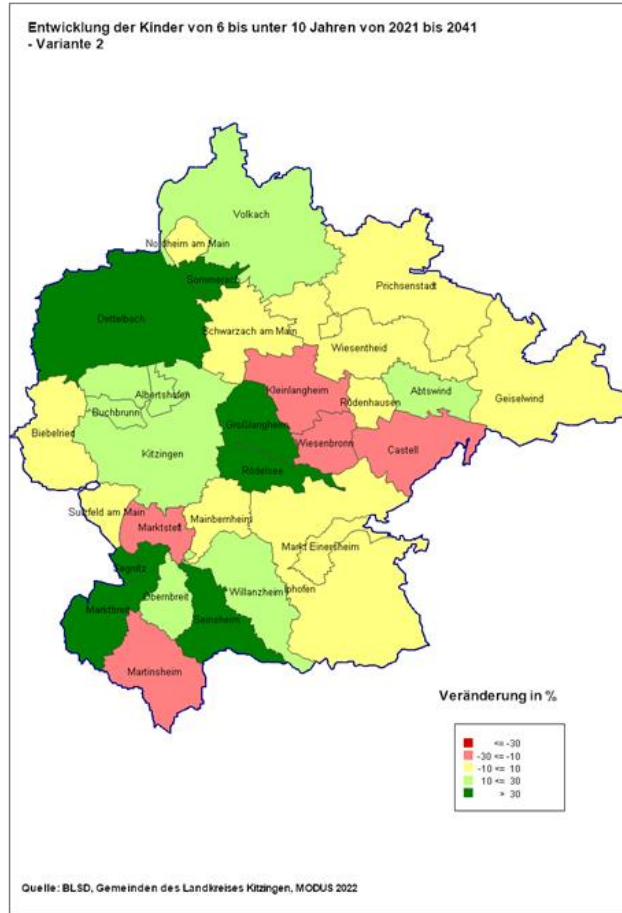 Entwicklung der Kinder von 6 bis unter 10 Jahren von 2021 bis 2041
- Variante 2
Volkach
Nordheim am Main
Sommerach
Prichsenstadt
Dettelbach
Schwarzach am Main
Wiesentheid
Kleinlangheim
Albertshofen
Rüdenhausen
Abtswind
Geiselwind
Buchbrunn
Großlangheim
Biebelried
Wiesenbronn
Castell
Kitzingen
Rödelsee
Sulzfeld am Main
Mainbernheim
Marktsteft
Markt Einersheim
Segnitz
Willanzheim
Iphofen
Obernbreit
Marktbreit
Seinsheim
Martinsheim
Veränderung in %
<= -30
-30 <= -10
-10 <= 10
10 <= 30
> 30
Quelle: BLSD, Gemeinden des Landkreises Kitzingen, MODUS 2022